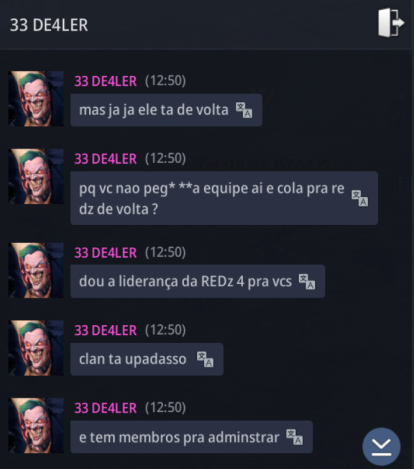 33 DE4LER
33 DE4LER (12:50)
mas ja ja ele ta de volta
33 DE4LER (12:50)
pq vc nao peg* **a equipe ai e cola pra re
dz de volta ?
33 DE4LER (12:50)
dou a liderança da REDz 4 pra vcs
33 DE4LER (12:50)
clan ta upadasso
33 DE4LER (12:50)
e tem membros pra adminstrar